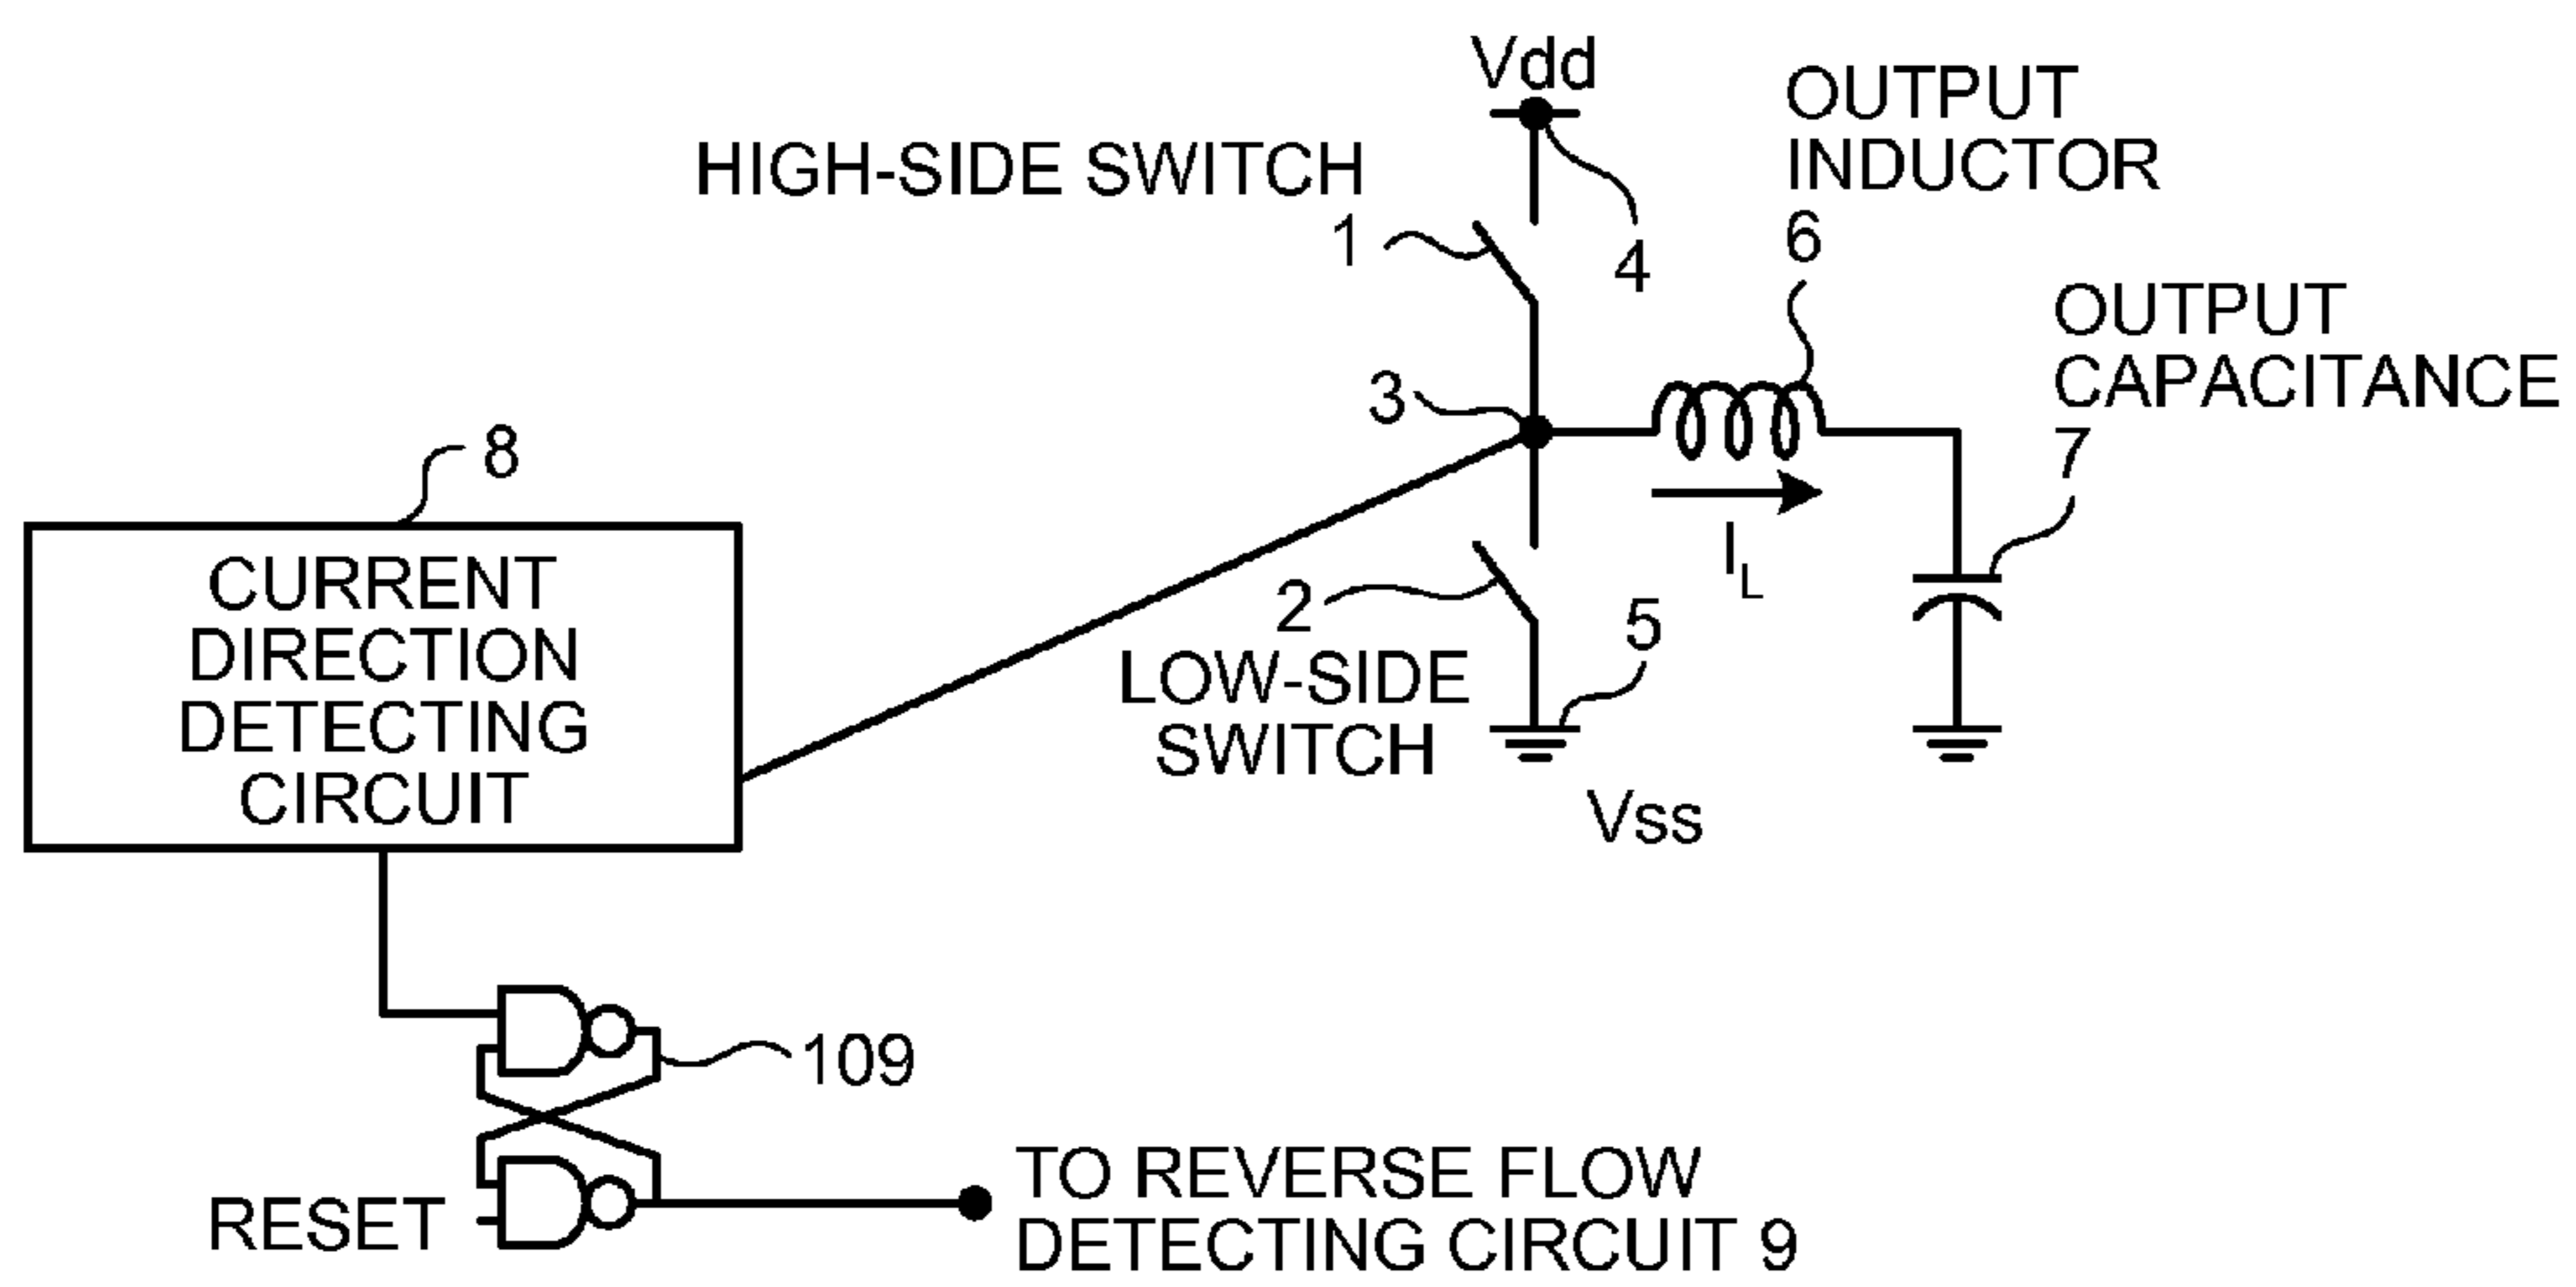 Vdd
OUTPUT
INDUCTOR
6
HIGH-SIDE SWITCH
1
4
OUTPUT
CAPACITANCE
7
3
8
I_L
CURRENT
DIRECTION
DETECTING
CIRCUIT
2
LOW-SIDE
SWITCH
5
Vss
109
RESET
TO REVERSE FLOW
DETECTING CIRCUIT 9